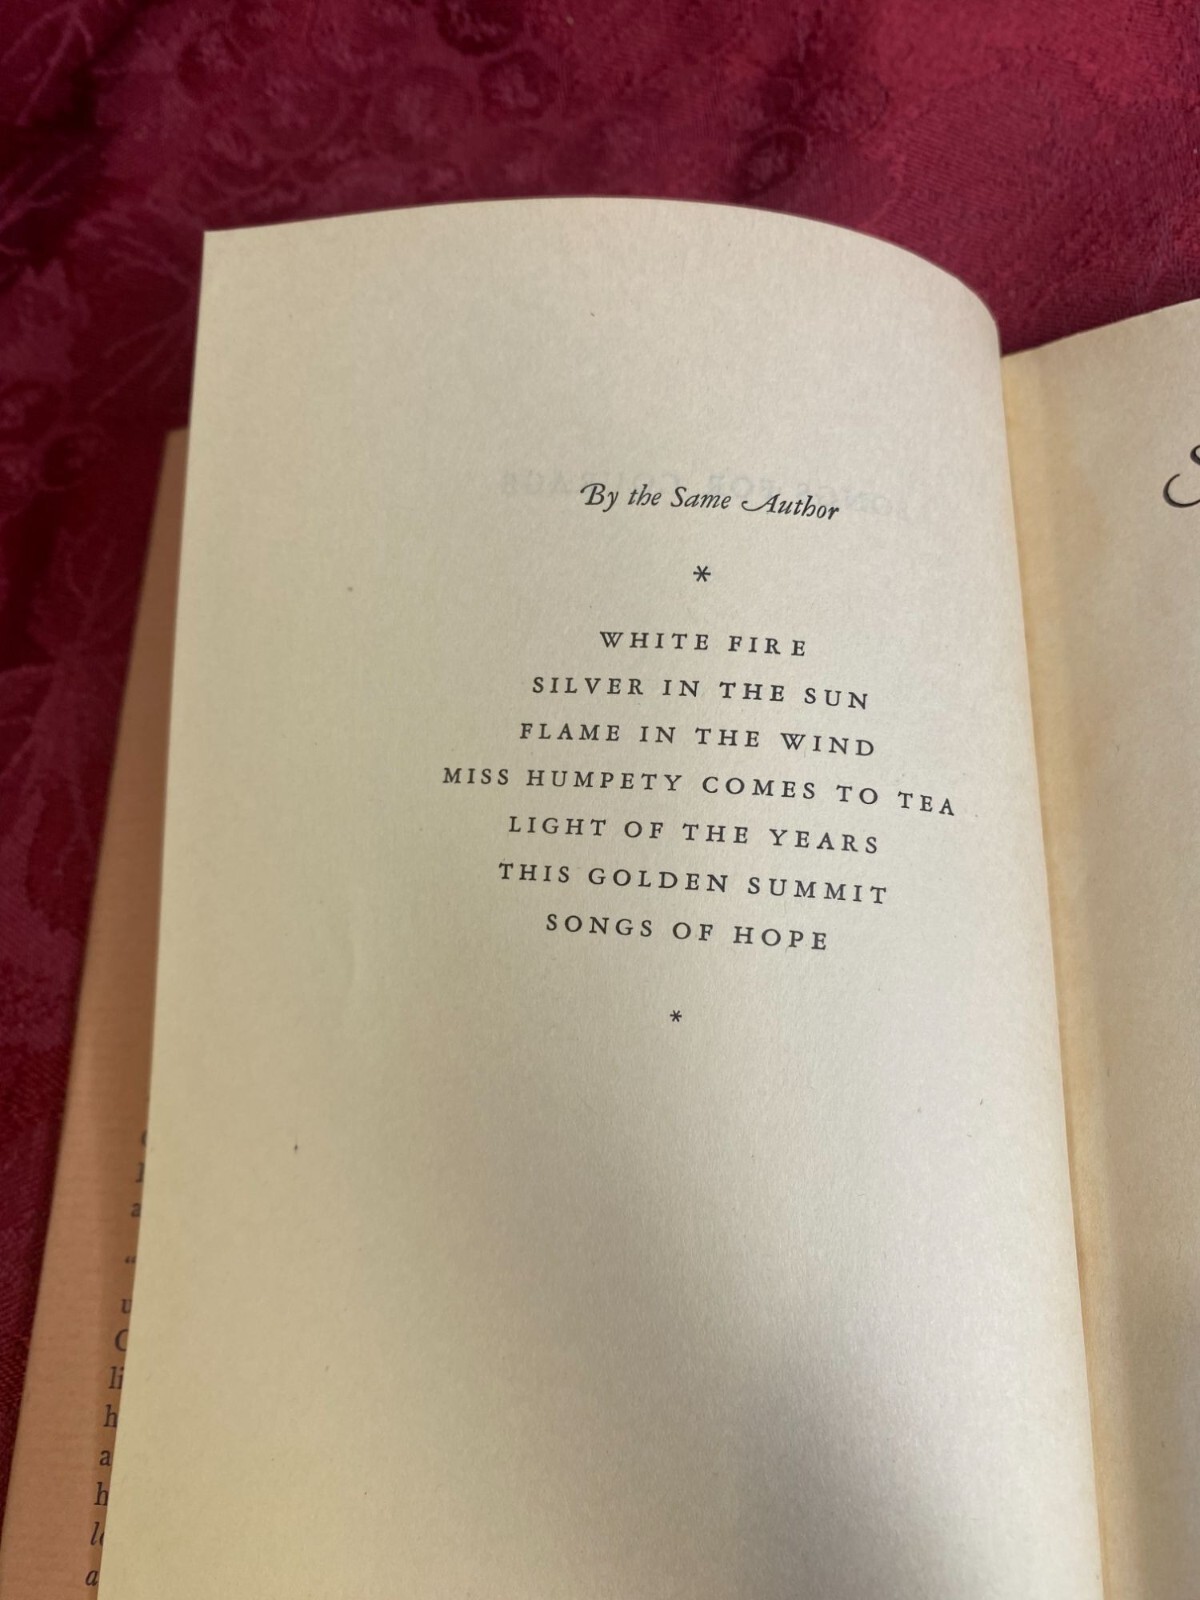 By the Same Author
*
WHITE FIRE
SILVER IN THE SUN
FLAME IN THE WIND
MISS HUMPETY COMES TO TEA
LIGHT OF THE YEARS
THIS GOLDEN SUMMIT
SONGS OF HOPE
*